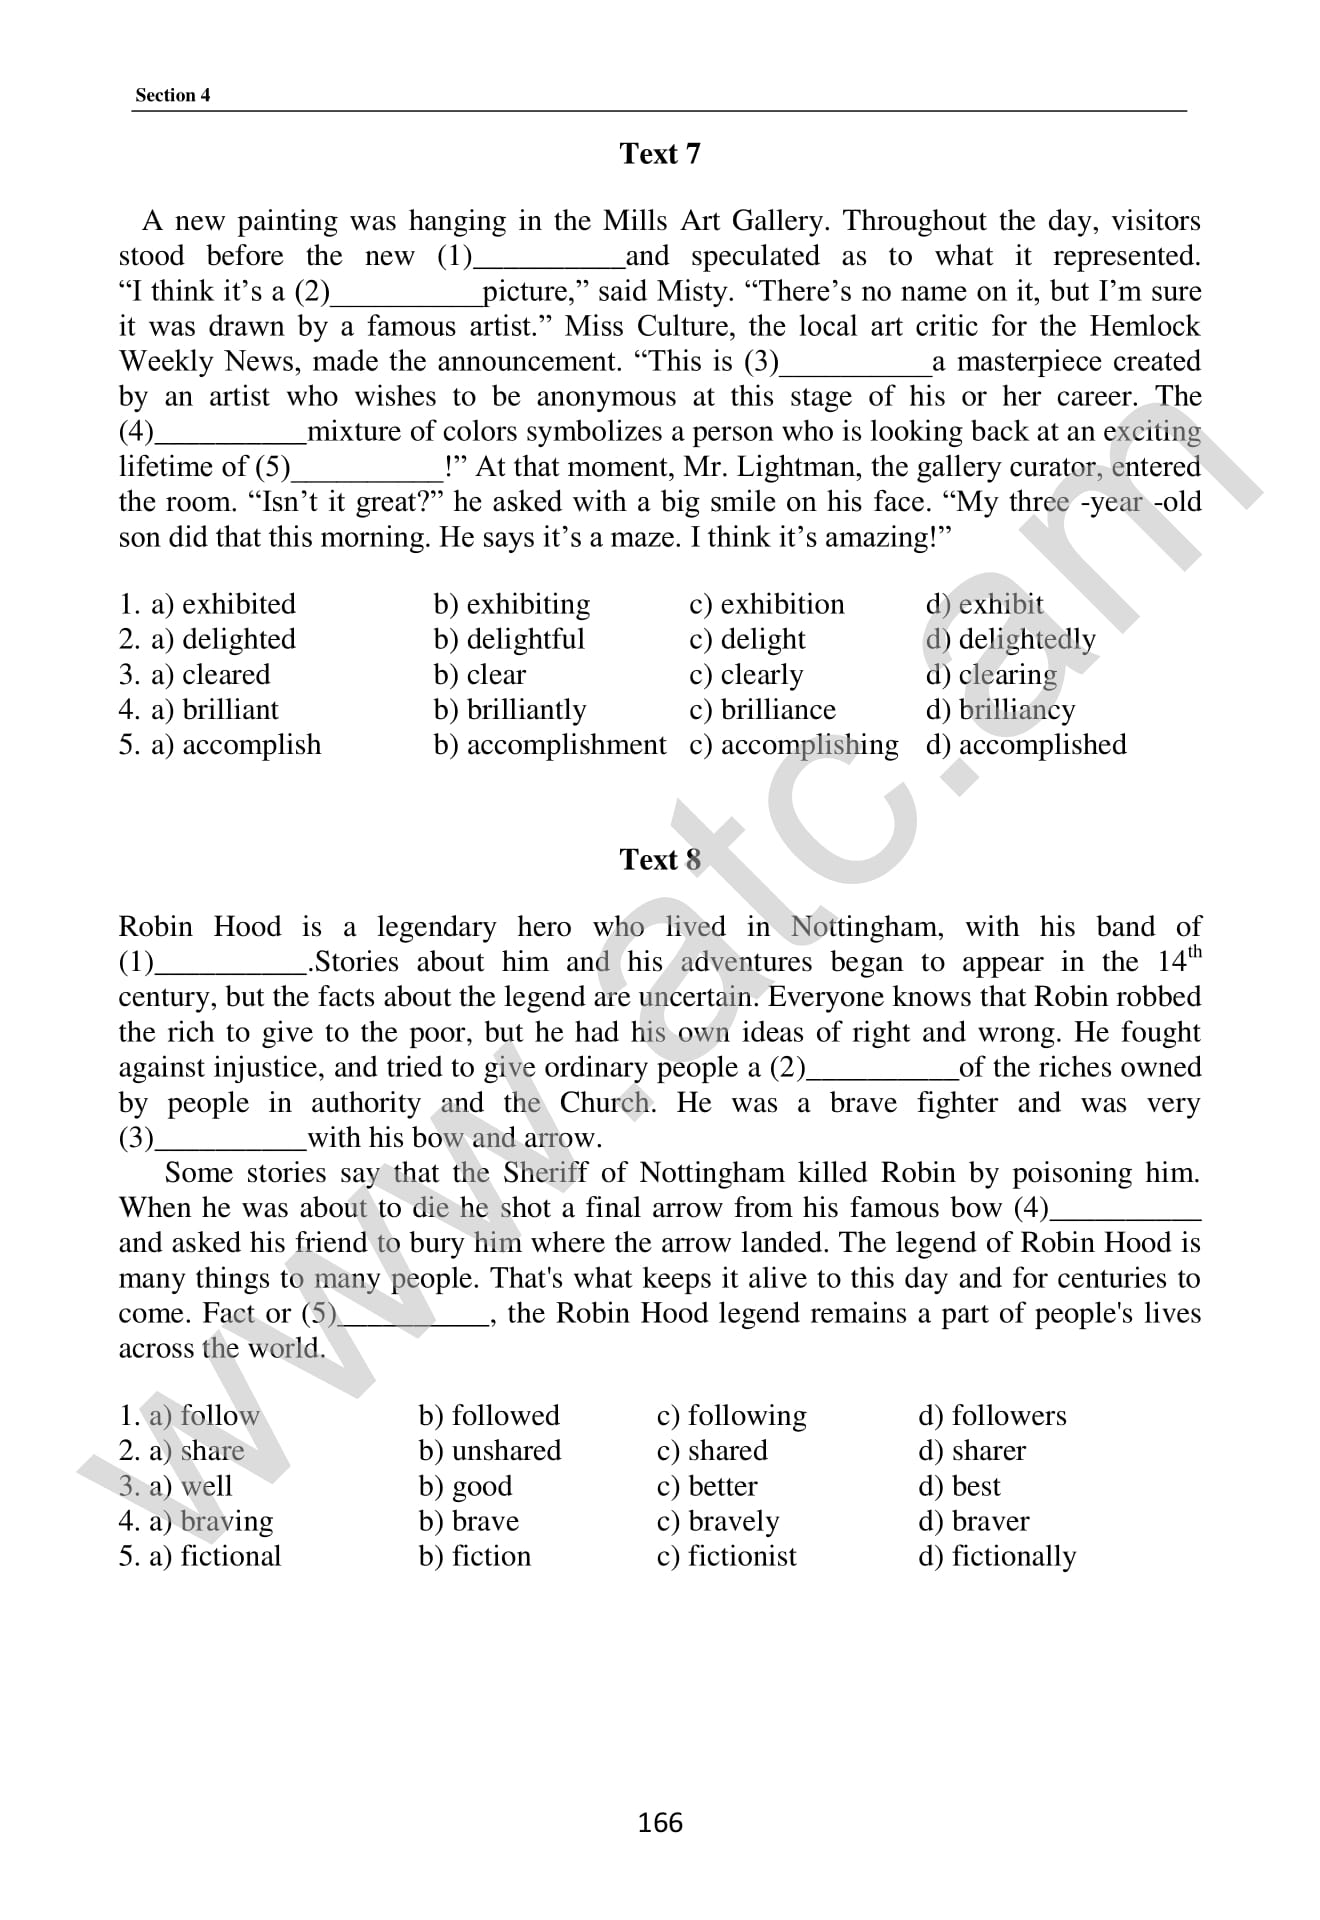 Section 4
Text 7
A new painting was hanging in the Mills Art Gallery. Throughout the day, visitors
stood before the new (1)__________and speculated as to what it represented.
“I think it’s a (2)__________picture,” said Misty. “There’s no name on it, but I’m sure
it was drawn by a famous artist.” Miss Culture, the local art critic for the Hemlock
Weekly News, made the announcement. “This is (3)__________a masterpiece created
by an artist who wishes to be anonymous at this stage of his or her career. The
(4)__________mixture of colors symbolizes a person who is looking back at an exciting
lifetime of (5)__________!” At that moment, Mr. Lightman, the gallery curator, entered
the room. “Isn’t it great?” he asked with a big smile on his face. “My three -year -old
son did that this morning. He says it’s a maze. I think it’s amazing!”
1. a) exhibited b) exhibiting c) exhibition d) exhibit
2. a) delighted b) delightful c) delight d) delightedly
3. a) cleared b) clear c) clearly d) clearing
4. a) brilliant b) brilliantly c) brilliance d) brilliancy
5. a) accomplish b) accomplishment c) accomplishing d) accomplished
Text 8
Robin Hood is a legendary hero who lived in Nottingham, with his band of
(1)__________.Stories about him and his adventures began to appear in the 14th
century, but the facts about the legend are uncertain. Everyone knows that Robin robbed
the rich to give to the poor, but he had his own ideas of right and wrong. He fought
against injustice, and tried to give ordinary people a (2)__________of the riches owned
by people in authority and the Church. He was a brave fighter and was very
(3)__________with his bow and arrow.
Some stories say that the Sheriff of Nottingham killed Robin by poisoning him.
When he was about to die he shot a final arrow from his famous bow (4)__________
and asked his friend to bury him where the arrow landed. The legend of Robin Hood is
many things to many people. That's what keeps it alive to this day and for centuries to
come. Fact or (5)__________, the Robin Hood legend remains a part of people's lives
across the world.
1. a) follow b) followed c) following d) followers
2. a) share b) unshared c) shared d) sharer
3. a) well b) good c) better d) best
4. a) braving b) brave c) bravely d) braver
5. a) fictional b) fiction c) fictionist d) fictionally
166
www.atc.am